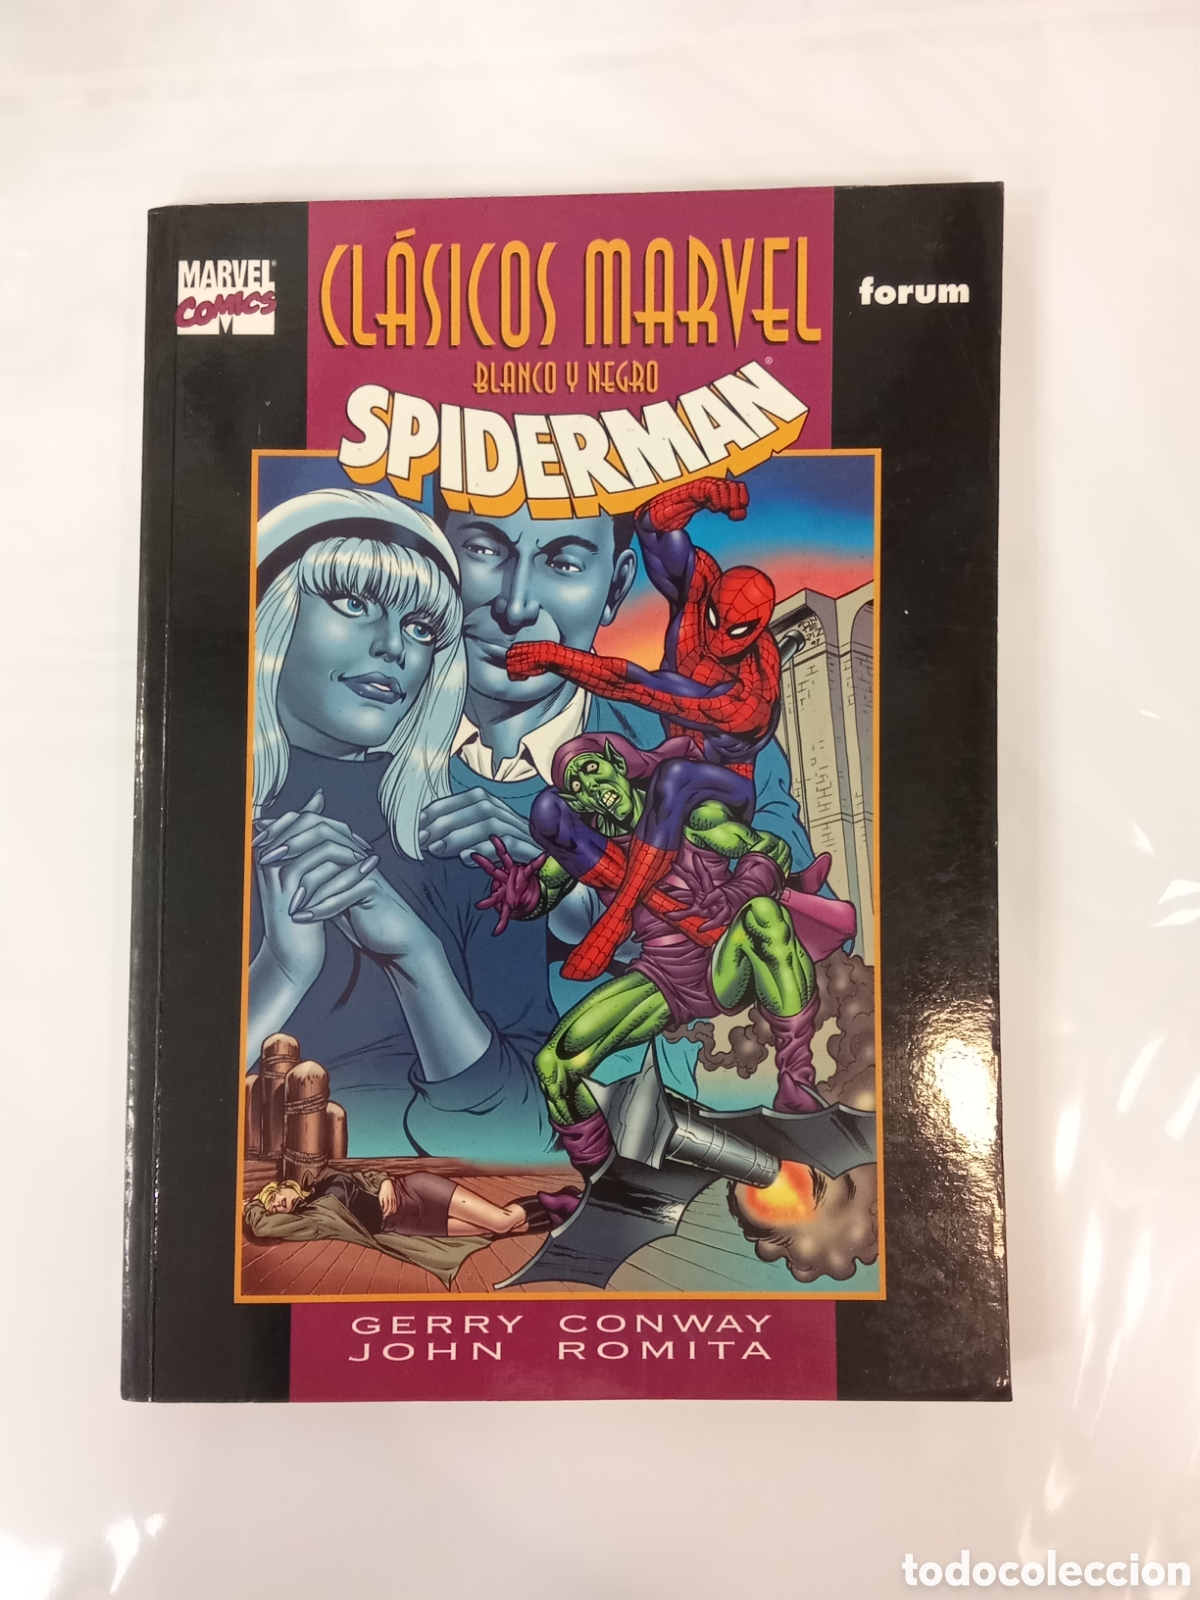 MARVEL
COMICS
CLÁSICOS MARVEL
forum
BLANCO Y NEGRO
SPIDERMAN®
GERRY CONWAY
JOHN ROMITA
todocoleccion